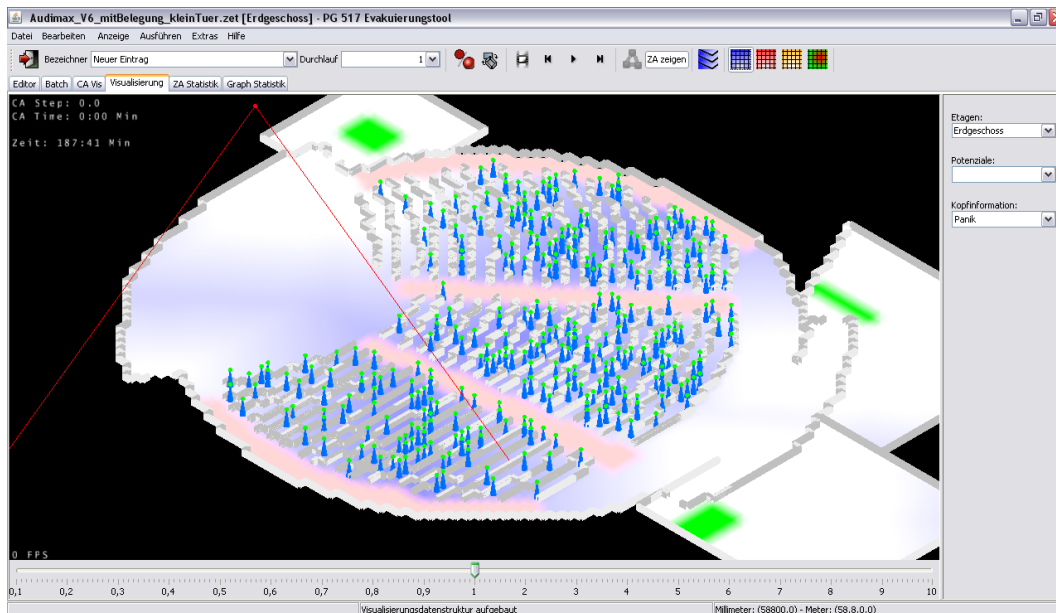 Audimax_V6_mitBelegung_kleinTuer.zet [Erdgeschoss] - PG 517 Evakuierungstool
Datei Bearbeiten Anzeige Ausführen Extras Hilfe
Bezeichner Neuer Eintrag Durchlauf 1 ZA zeigen
Editor Batch CA Vis Visualisierung ZA Statistik Graph Statistik
CA Step: 0.0
CA Time: 0:00 Min
Zeit: 187:41 Min
Etagen:
Erdgeschoss
Potenziale:
Kopfinformation:
Panik
0 FPS
0,1 0,2 0,3 0,4 0,5 0,6 0,7 0,8 0,9 1 2 3 4 5 6 7 8 9 10
Visualisierungsdatenstruktur aufgebaut Millimeter: (58800,0) - Meter: (58.8,0.0)